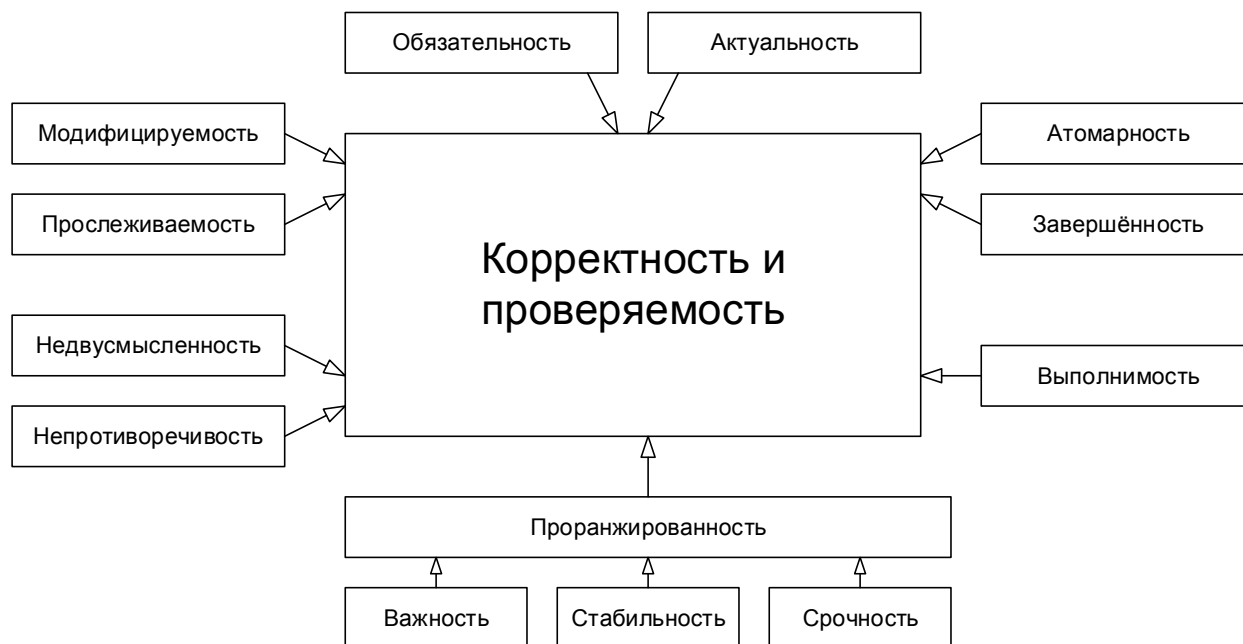 Обязательность
Актуальность
Модифицируемость
Атомарность
Прослеживаемость
Завершённость
Корректность и
проверяемость
Недвусмысленность
Выполнимость
Непротиворечивость
Проранжированность
Важность
Стабильность
Срочность